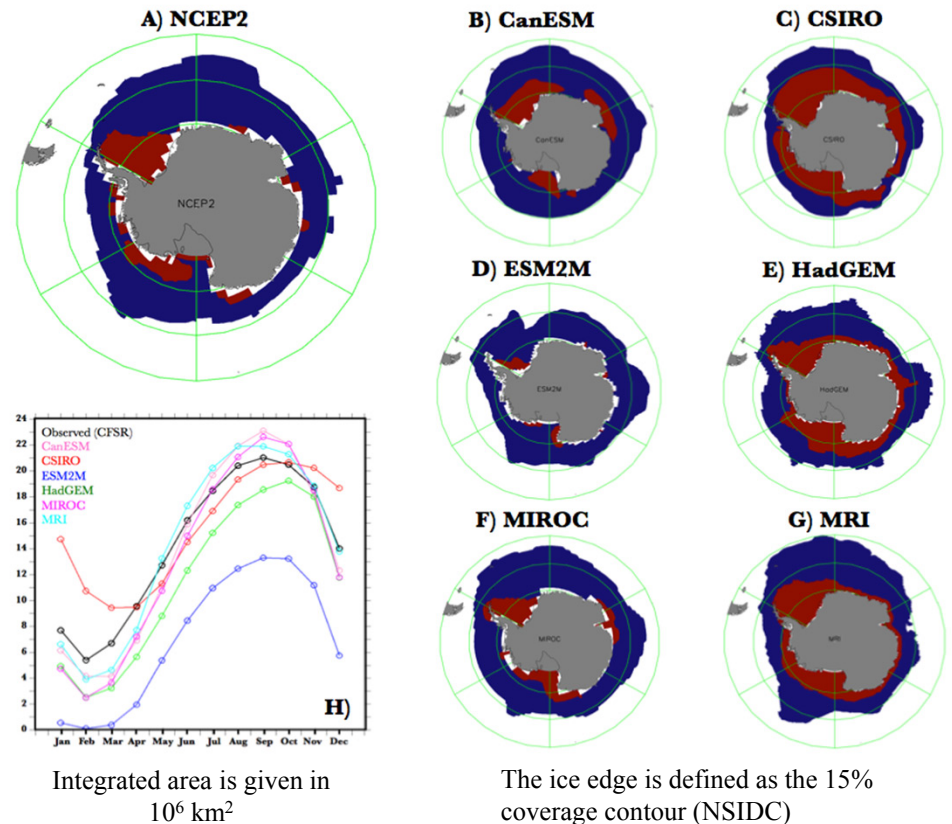 A) NCEP2
NCEP2
B) CanESM
CanESM
C) CSIRO
CSIRO
D) ESM2M
ESM2M
E) HadGEM
HadGEM
F) MIROC
MIROC
G) MRI
MRI
24
22
20
18
16
14
12
10
8
6
4
2
0
Observed (CFSR)
CanESM
CSIRO
ESM2M
HadGEM
MIROC
MRI
H)
Jan Feb Mar Apr May Jun Jul Aug Sep Oct Nov Dec
Integrated area is given in
10⁶ km²
The ice edge is defined as the 15%
coverage contour (NSIDC)